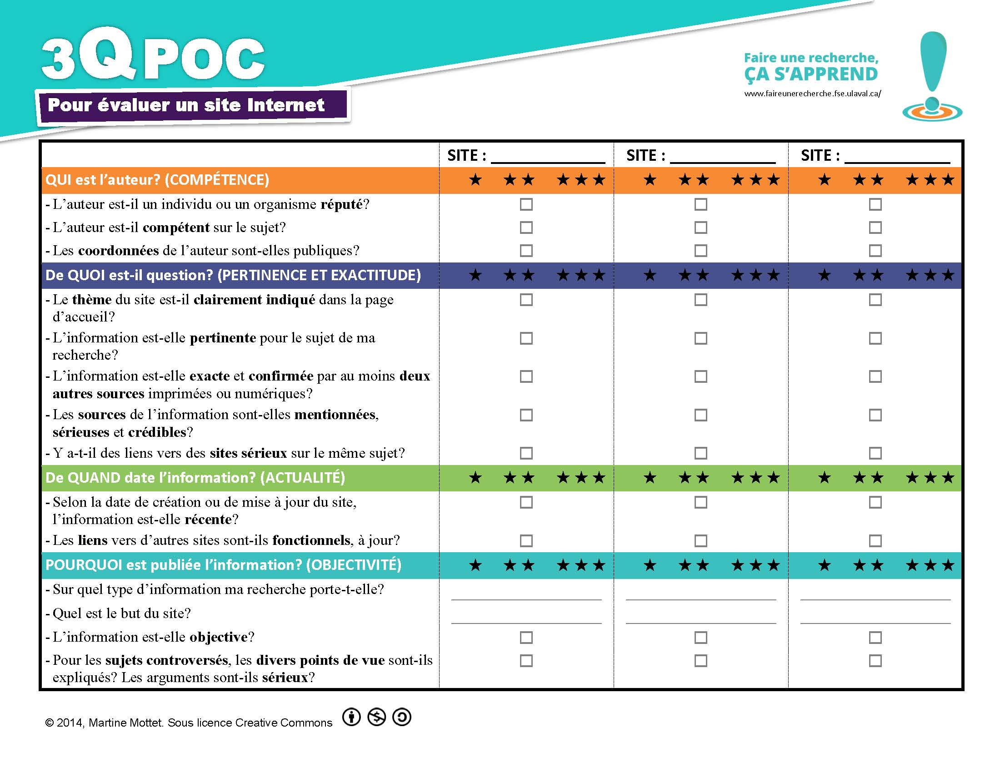 3QPOC
Pour évaluer un site Internet
Faire une recherche,
ÇA S'APPREND
www.faireunerecherche.fse.ulaval.ca/
SITE : SITE : SITE :
QUI est l'auteur? (COMPÉTENCE) ★ ★★ ★★★ ★ ★★ ★★★ ★ ★★ ★★★
- L'auteur est-il un individu ou un organisme réputé?
- L'auteur est-il compétent sur le sujet?
- Les coordonnées de l'auteur sont-elles publiques?
De QUOI est-il question? (PERTINENCE ET EXACTITUDE) ★ ★★ ★★★ ★ ★★ ★★★ ★ ★★ ★★★
- Le thème du site est-il clairement indiqué dans la page
d'accueil?
- L'information est-elle pertinente pour le sujet de ma
recherche?
- L'information est-elle exacte et confirmée par au moins deux
autres sources imprimées ou numériques?
- Les sources de l'information sont-elles mentionnées,
sérieuses et crédibles?
- Y a-t-il des liens vers des sites sérieux sur le même sujet?
De QUAND date l'information? (ACTUALITÉ) ★ ★★ ★★★ ★ ★★ ★★★ ★ ★★ ★★★
- Selon la date de création ou de mise à jour du site,
l'information est-elle récente?
- Les liens vers d'autres sites sont-ils fonctionnels, à jour?
POURQUOI est publiée l'information? (OBJECTIVITÉ) ★ ★★ ★★★ ★ ★★ ★★★ ★ ★★ ★★★
- Sur quel type d'information ma recherche porte-t-elle?
- Quel est le but du site?
- L'information est-elle objective?
- Pour les sujets controversés, les divers points de vue sont-ils
expliqués? Les arguments sont-ils sérieux?
© 2014, Martine Mottet. Sous licence Creative Commons